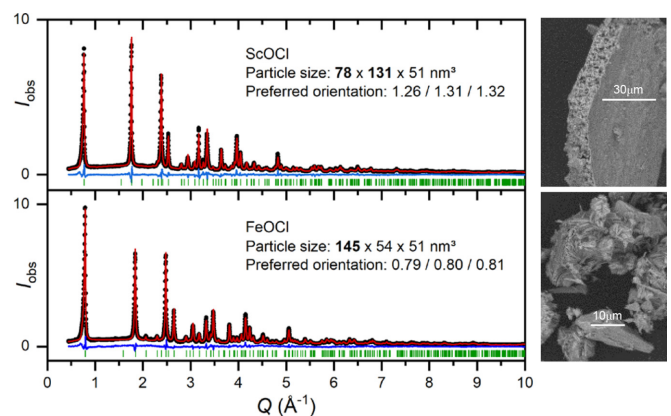 10
ScOCl
Particle size: 78 x 131 x 51 nm³
Preferred orientation: 1.26 / 1.31 / 1.32
I_obs
0
30μm
10
FeOCl
Particle size: 145 x 54 x 51 nm³
Preferred orientation: 0.79 / 0.80 / 0.81
I_obs
0
10μm
0 1 2 3 4 5 6 7 8 9 10
Q (Å⁻¹)